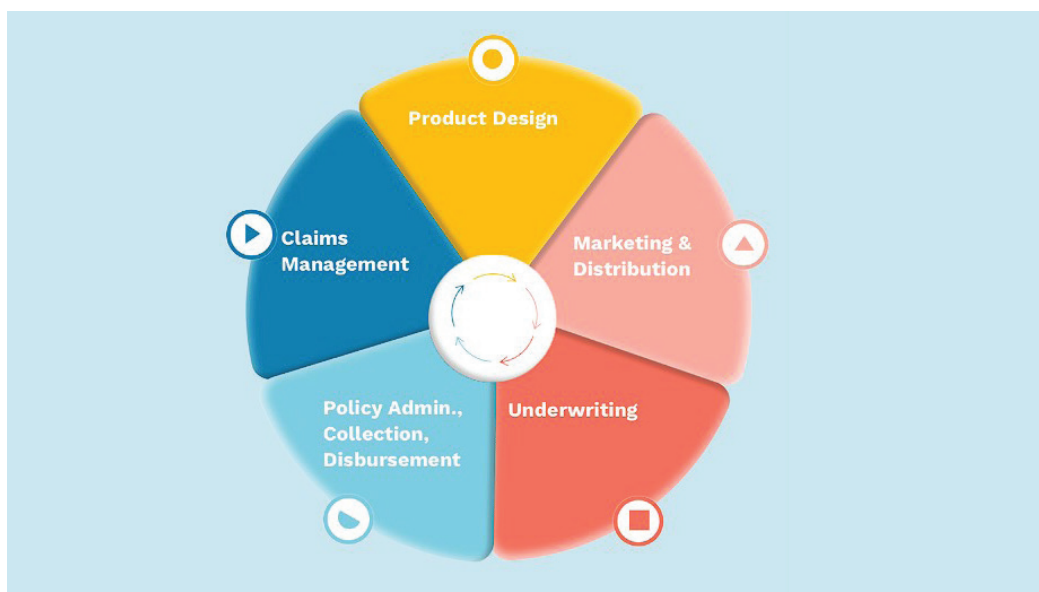 Product Design
Marketing &
Distribution
Underwriting
Policy Admin.,
Collection,
Disbursement
Claims
Management